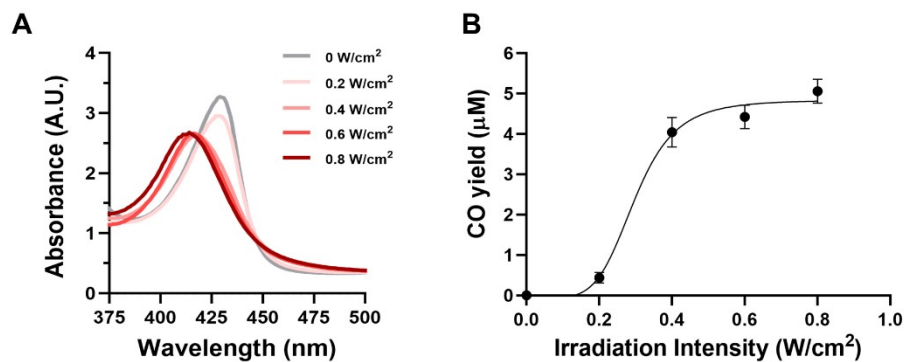 A
Absorbance (A.U.)
4
3
2
1
0
375 400 425 450 475 500
Wavelength (nm)
0 W/cm²
0.2 W/cm²
0.4 W/cm²
0.6 W/cm²
0.8 W/cm²
B
CO yield (μM)
6
5
4
3
2
1
0
0.0 0.2 0.4 0.6 0.8 1.0
Irradiation Intensity (W/cm²)